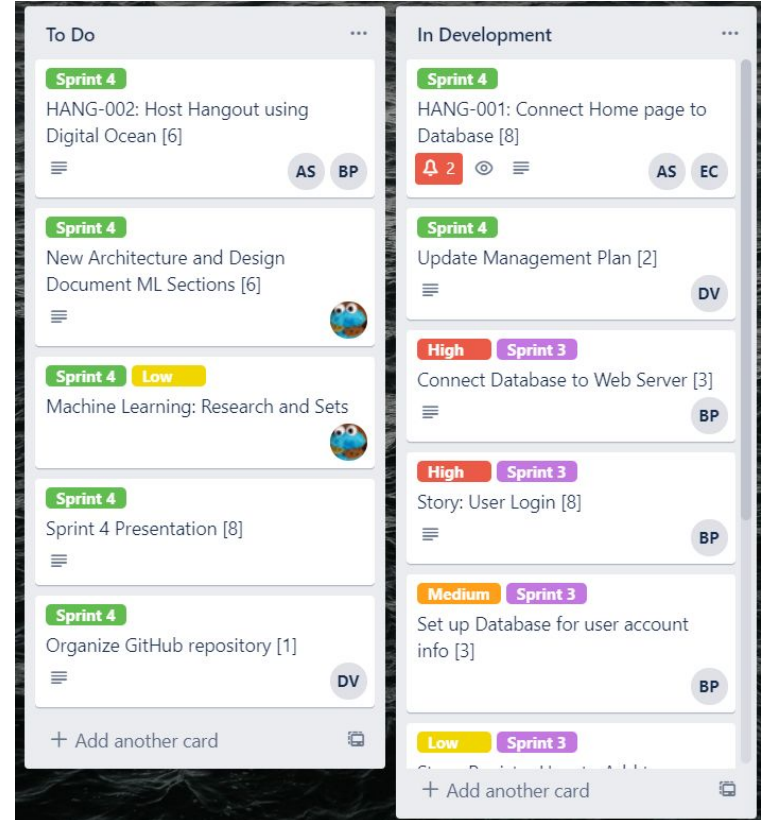 To Do
Sprint 4
HANG-002: Host Hangout using
Digital Ocean [6]
AS BP
Sprint 4
New Architecture and Design
Document ML Sections [6]
Sprint 4 Low
Machine Learning: Research and Sets
Sprint 4
Sprint 4 Presentation [8]
Sprint 4
Organize GitHub repository [1]
DV
+ Add another card
In Development
Sprint 4
HANG-001: Connect Home page to
Database [8]
2 AS EC
Sprint 4
Update Management Plan [2]
DV
High Sprint 3
Connect Database to Web Server [3]
BP
High Sprint 3
Story: User Login [8]
BP
Medium Sprint 3
Set up Database for user account
info [3]
BP
Low Sprint 3
+ Add another card